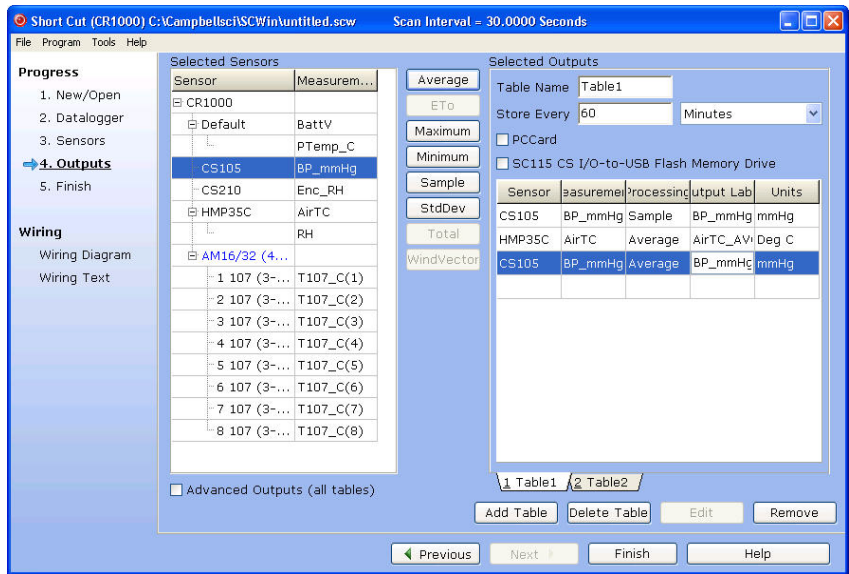 Short Cut (CR1000) C:\Campbellsci\SCWin\untitled.scw Scan Interval = 30.0000 Seconds
File Program Tools Help
Progress
1. New/Open
2. Datalogger
3. Sensors
4. Outputs
5. Finish
Wiring
Wiring Diagram
Wiring Text
Selected Sensors
Sensor Measurem...
CR1000
Default BattV
PTemp_C
CS105 BP_mmHg
CS210 Enc_RH
HMP35C AirTC
RH
AM16/32 (4...
1 107 (3-... T107_C(1)
2 107 (3-... T107_C(2)
3 107 (3-... T107_C(3)
4 107 (3-... T107_C(4)
5 107 (3-... T107_C(5)
6 107 (3-... T107_C(6)
7 107 (3-... T107_C(7)
8 107 (3-... T107_C(8)
Advanced Outputs (all tables)
Average
ETo
Maximum
Minimum
Sample
StdDev
Total
WindVector
Selected Outputs
Table Name Table1
Store Every 60 Minutes
PCCard
SC115 CS I/O-to-USB Flash Memory Drive
Sensor easuremen Processing utput Lab Units
CS105 BP_mmHg Sample BP_mmHg mmHg
HMP35C AirTC Average AirTC_AV Deg C
CS105 BP_mmHg Average BP_mmHg mmHg
1 Table1 2 Table2
Add Table Delete Table Edit Remove
Previous Next Finish Help